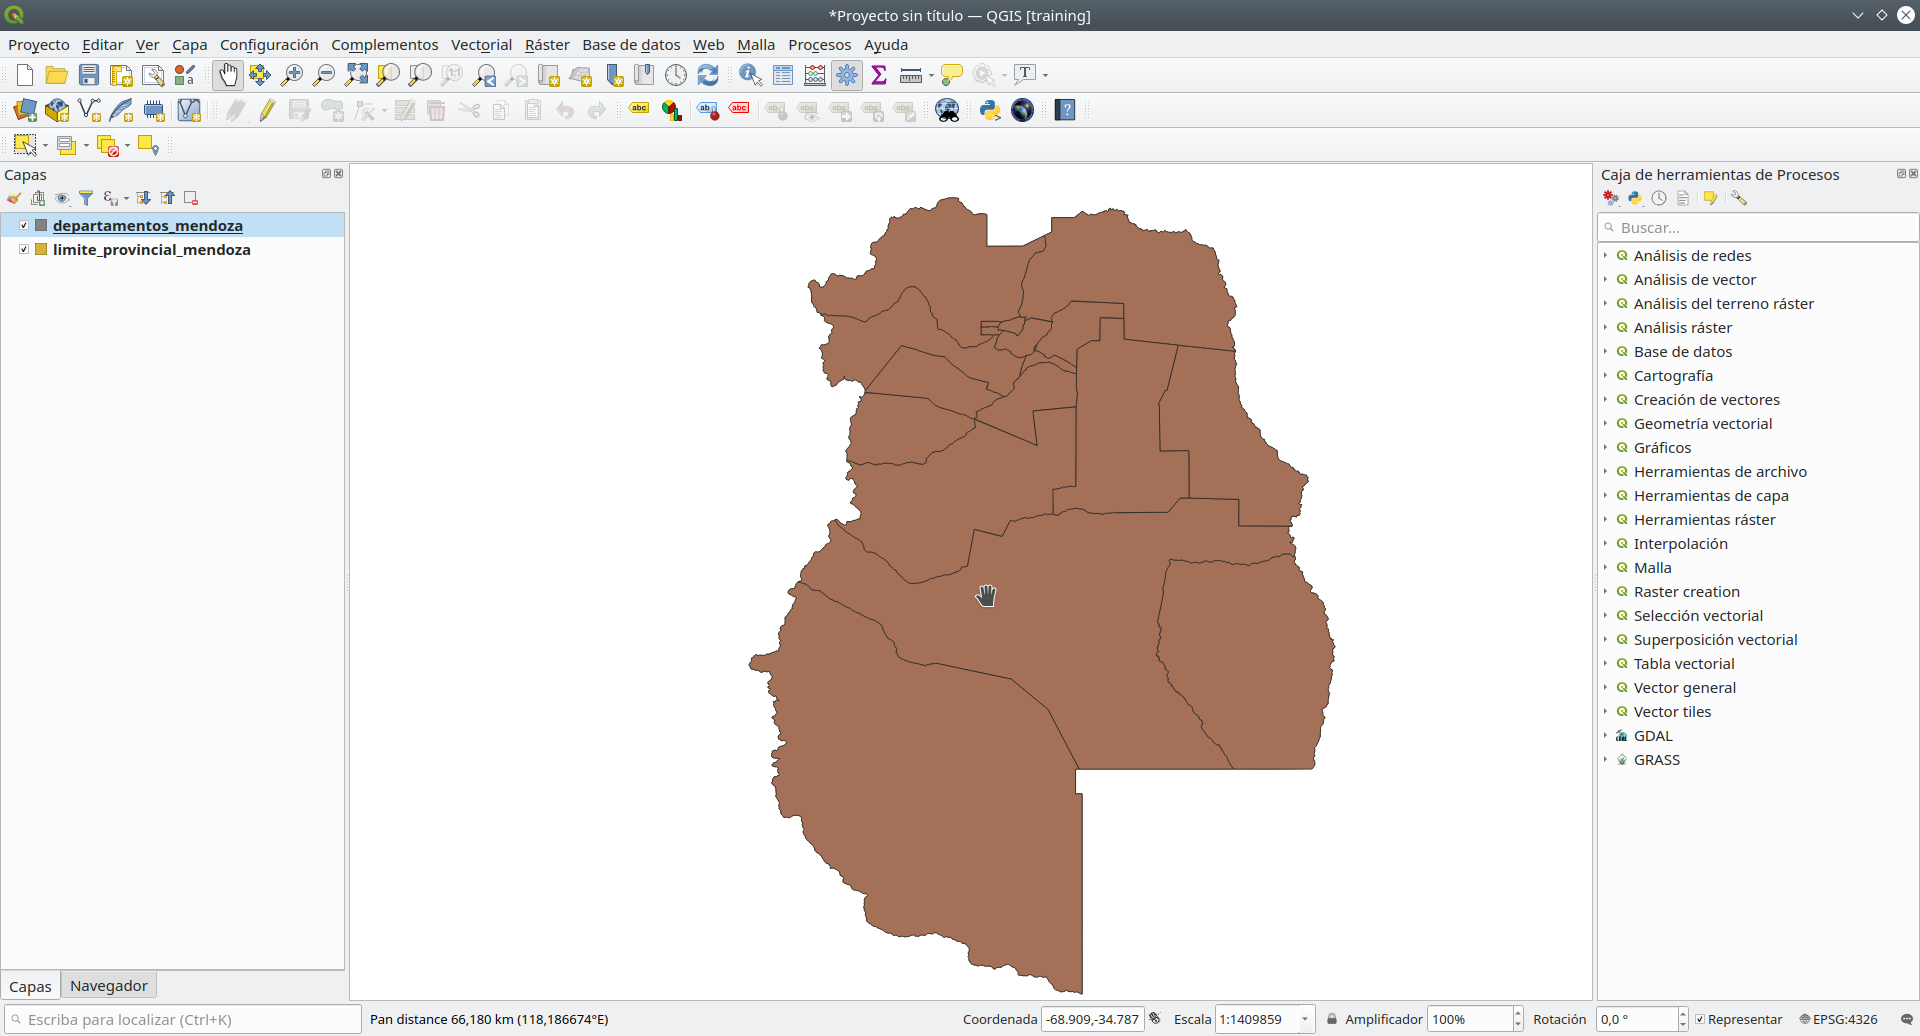 *Proyecto sin título — QGIS [training]
Proyecto Editar Ver Capa Configuración Complementos Vectorial Ráster Base de datos Web Malla Procesos Ayuda
1:1
T
abc abc abc
Capas
departamentos_mendoza
limite_provincial_mendoza
Capas Navegador
Caja de herramientas de Procesos
Buscar...
Análisis de redes
Análisis de vector
Análisis del terreno ráster
Análisis ráster
Base de datos
Cartografía
Creación de vectores
Geometría vectorial
Gráficos
Herramientas de archivo
Herramientas de capa
Herramientas ráster
Interpolación
Malla
Raster creation
Selección vectorial
Superposición vectorial
Tabla vectorial
Vector general
Vector tiles
GDAL
GRASS
Escriba para localizar (Ctrl+K) Pan distance 66,180 km (118,186674°E) Coordenada -68.909,-34.787 Escala 1:1409859 Amplificador 100% Rotación 0,0 ° Representar EPSG:4326